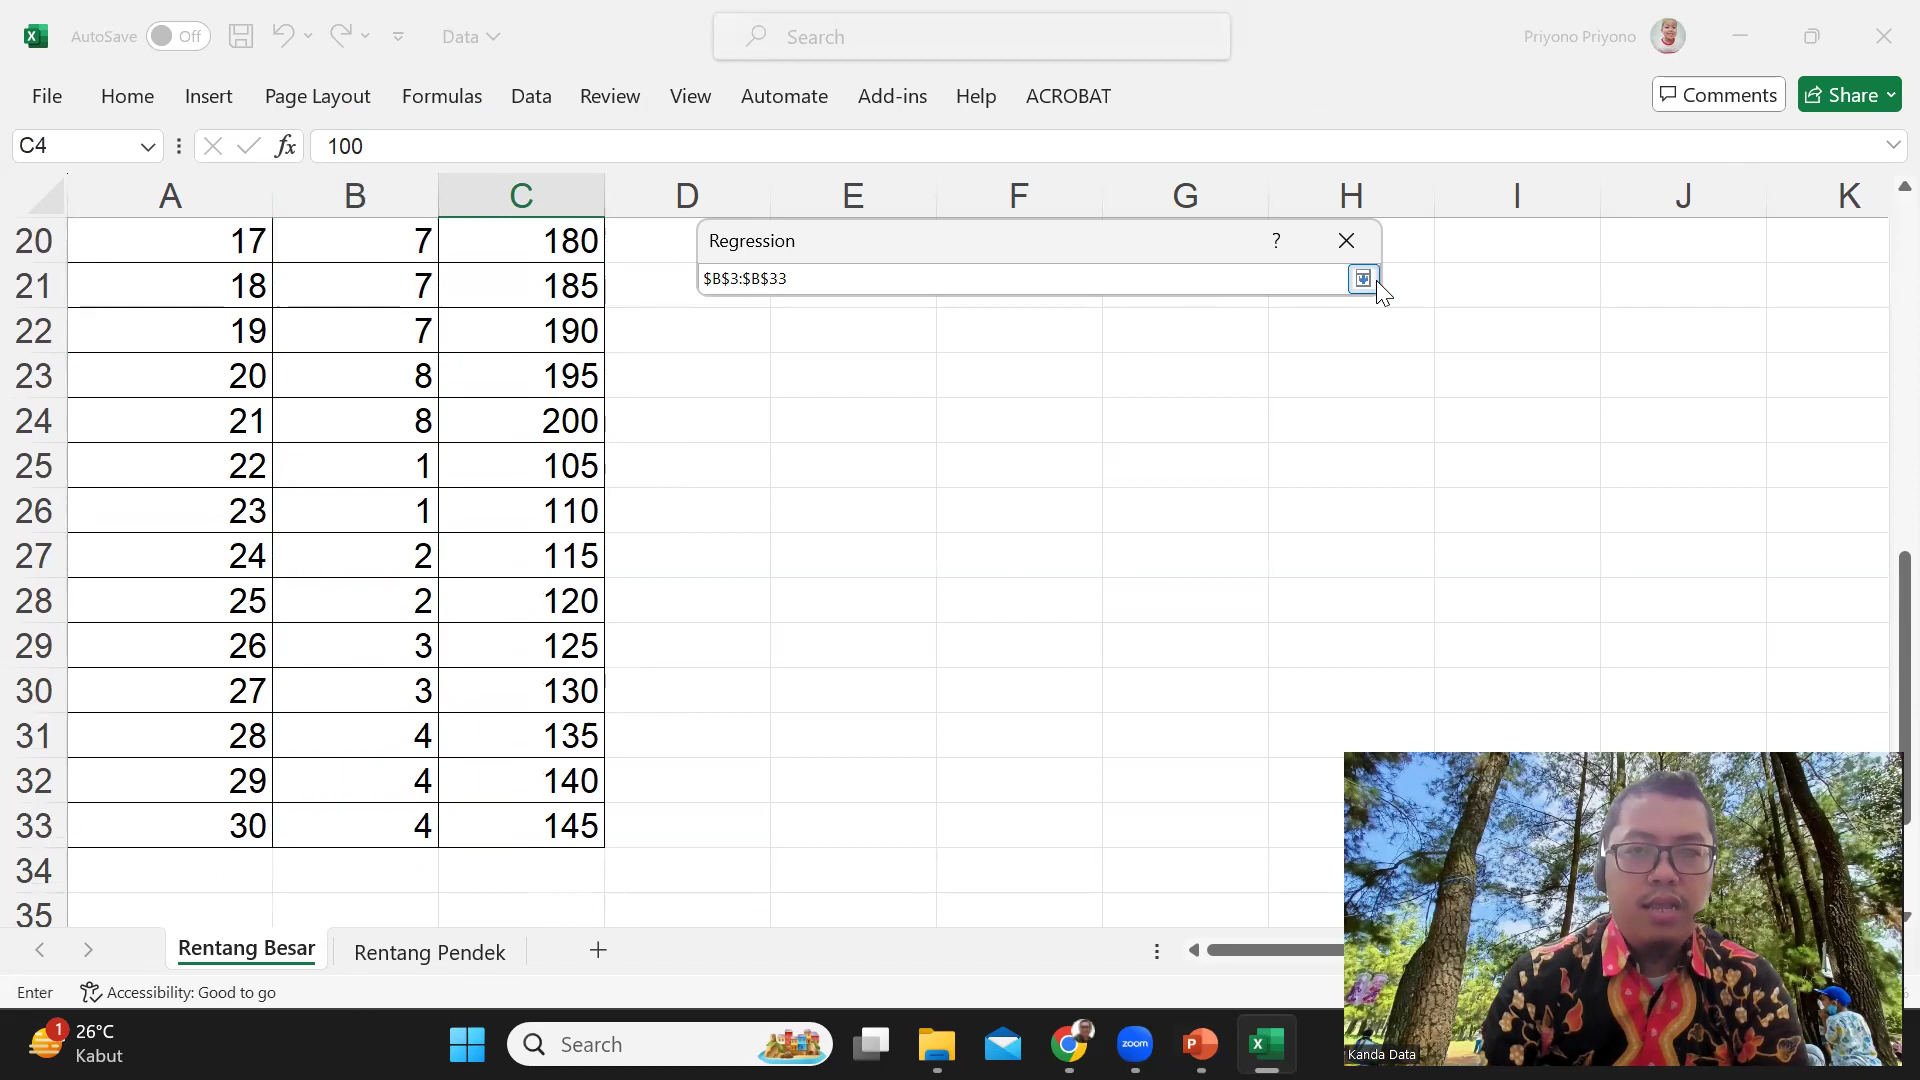 AutoSave Off Data Search Priyono Priyono
File Home Insert Page Layout Formulas Data Review View Automate Add-ins Help ACROBAT Comments Share
C4 fx 100
A B C D E F G H I J K
Regression ?
$B$3:$B$33
20 17 7 180
21 18 7 185
22 19 7 190
23 20 8 195
24 21 8 200
25 22 1 105
26 23 1 110
27 24 2 115
28 25 2 120
29 26 3 125
30 27 3 130
31 28 4 135
32 29 4 140
33 30 4 145
34
35
Rentang Besar Rentang Pendek
Enter Accessibility: Good to go
1 26°C
Kabut
Search
zoom
P
Kanda Data